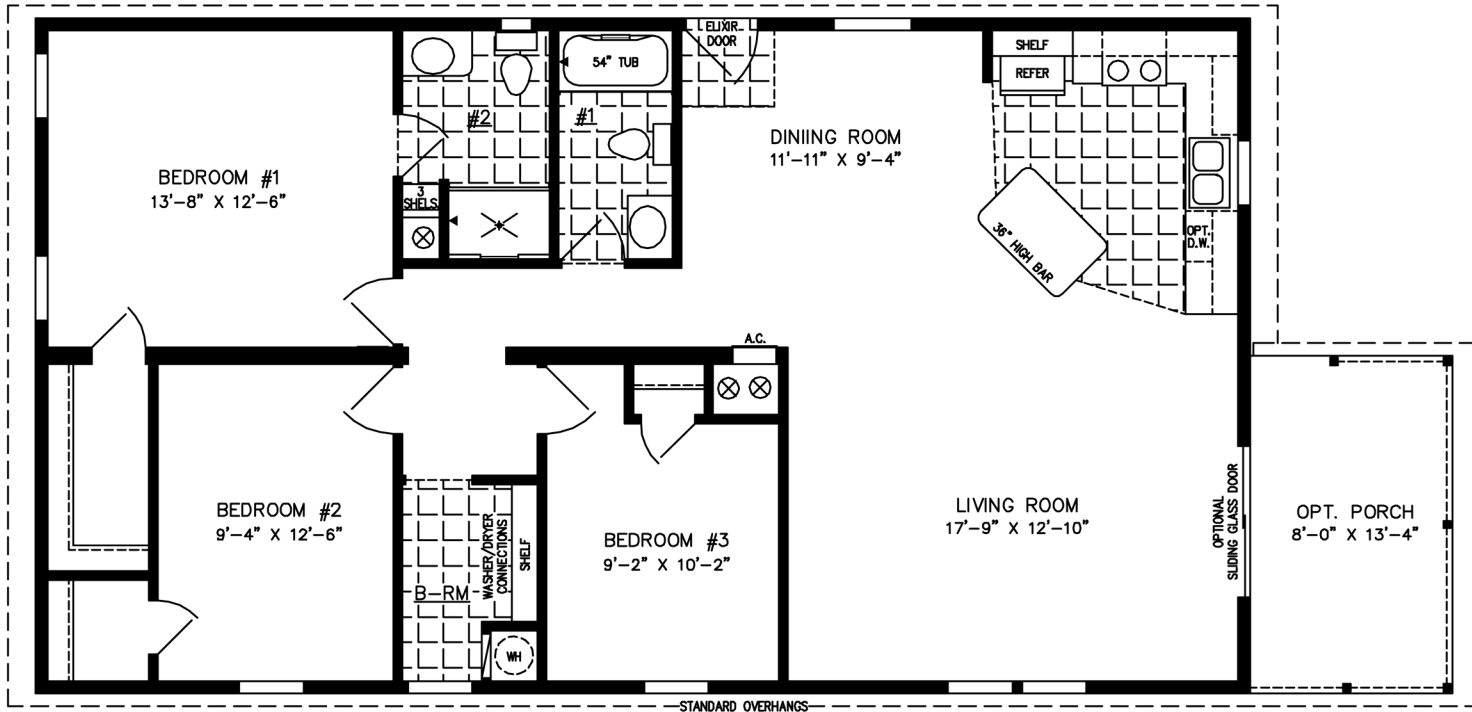 ELIXIR
DOOR
SHELF
REFER
54" TUB
#2
#1
DINIING ROOM
11'-11" X 9'-4"
BEDROOM #1
13'-8" X 12'-6"
3
SHELS
36" HIGH BAR
OPT.
D.W.
A.C.
BEDROOM #2
9'-4" X 12'-6"
WASHER/DRYER
CONNECTIONS
SHELF
B-RM
WH
BEDROOM #3
9'-2" X 10'-2"
LIVING ROOM
17'-9" X 12'-10"
OPTIONAL
SLIDING GLASS DOOR
OPT. PORCH
8'-0" X 13'-4"
STANDARD OVERHANGS